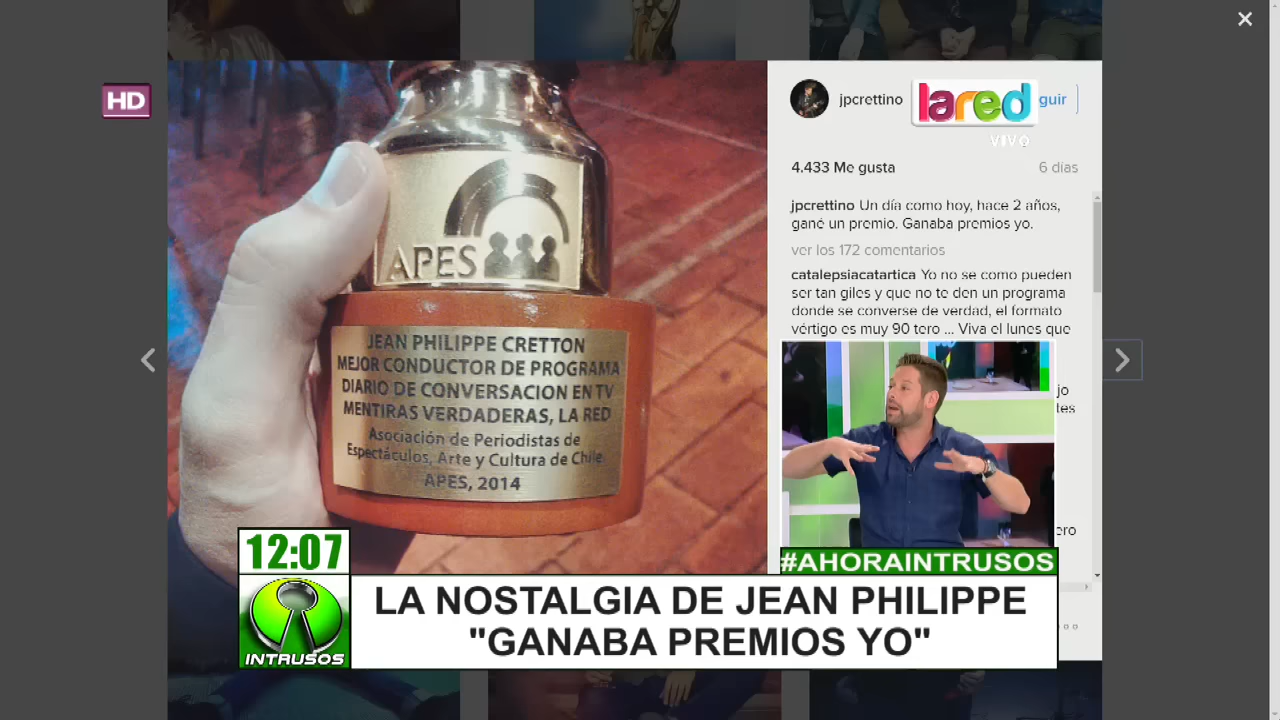 HD
jpcrettino
lared
guir
VIVO
4.433 Me gusta
6 días
jpcrettino Un día como hoy, hace 2 años,
gané un premio. Ganaba premios yo.
ver los 172 comentarios
catalepsiacatartica Yo no se como pueden
ser tan giles y que no te den un programa
donde se converse de verdad, el formato
vértigo es muy 90 tero ... Viva el lunes que
APES
JEAN PHILIPPE CRETTON
MEJOR CONDUCTOR DE PROGRAMA
DIARIO DE CONVERSACION EN TV
MENTIRAS VERDADERAS, LA RED
Asociación de Periodistas de
Espectáculos, Arte y Cultura de Chile
APES, 2014
12:07
INTRUSOS
#AHORAINTRUSOS
LA NOSTALGIA DE JEAN PHILIPPE
"GANABA PREMIOS YO"